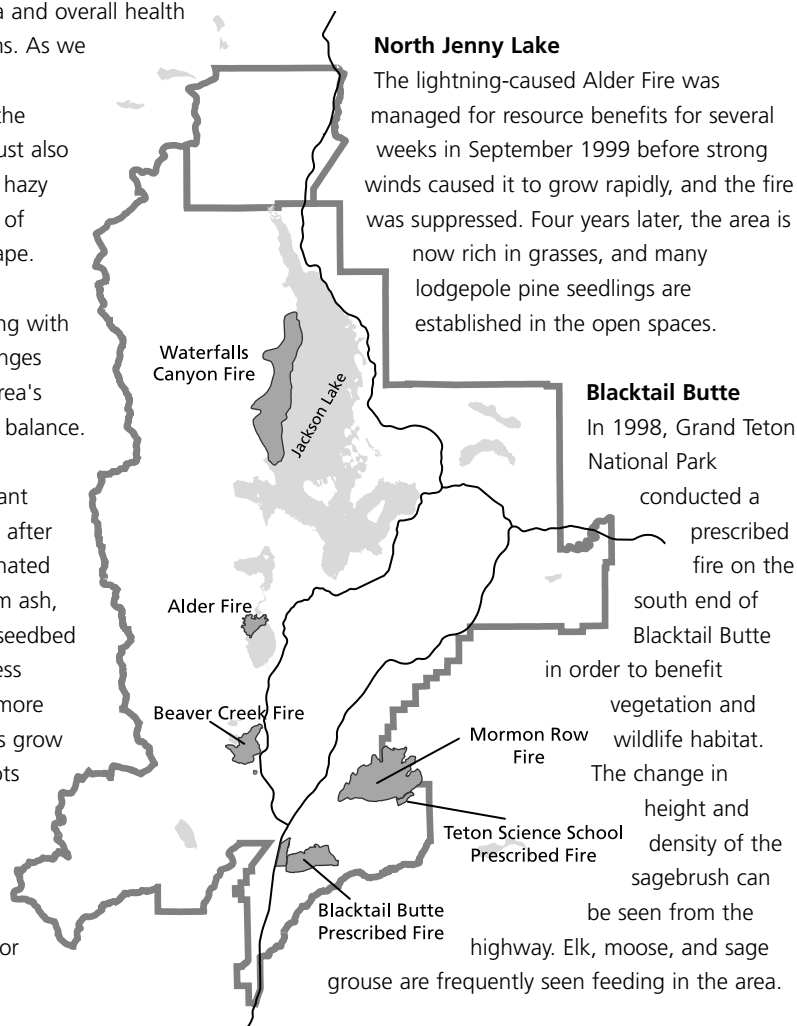 a and overall health
ns. As we
the
ust also
hazy
of
ape.
ng with
nges
rea's
balance.
ant
after
nated
m ash,
seedbed
ess
more
s grow
ots
or
North Jenny Lake
The lightning-caused Alder Fire was
managed for resource benefits for several
weeks in September 1999 before strong
winds caused it to grow rapidly, and the fire
was suppressed. Four years later, the area is
now rich in grasses, and many
lodgepole pine seedlings are
established in the open spaces.
Blacktail Butte
In 1998, Grand Teton
National Park
conducted a
prescribed
fire on the
south end of
Blacktail Butte
in order to benefit
vegetation and
wildlife habitat.
The change in
height and
density of the
sagebrush can
be seen from the
highway. Elk, moose, and sage
grouse are frequently seen feeding in the area.
Waterfalls
Canyon Fire
Jackson Lake
Alder Fire
Beaver Creek Fire
Mormon Row
Fire
Teton Science School
Prescribed Fire
Blacktail Butte
Prescribed Fire